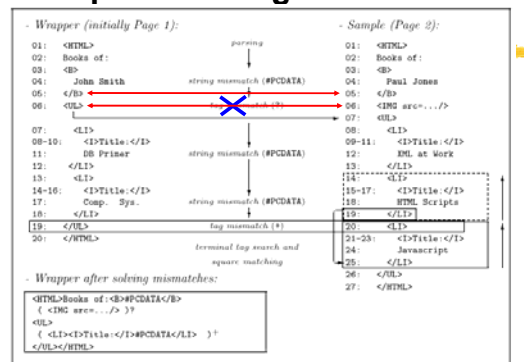 - Wrapper (initially Page 1):
01: <HTML>
02: Books of:
03: <B>
04: John Smith
05: </B>
06: <UL>
07: <LI>
08-10: <I>Title:</I>
11: DB Primer
12: </LI>
13: <LI>
14-16: <I>Title:</I>
17: Comp. Sys.
18: </LI>
19: </UL>
20: </HTML>
parsing
string mismatch (#PCDATA)
tag mismatch (?)
string mismatch (#PCDATA)
string mismatch (#PCDATA)
tag mismatch (+)
terminal tag search and
square matching
- Sample (Page 2):
01: <HTML>
02: Books of:
03: <B>
04: Paul Jones
05: </B>
06: <IMG src=.../>
07: <UL>
08: <LI>
09-11: <I>Title:</I>
12: XML at Work
13: </LI>
14: <LI>
15-17: <I>Title:</I>
18: HTML Scripts
19: </LI>
20: <LI>
21-23: <I>Title:</I>
24: Javascript
25: </LI>
26: </UL>
27: </HTML>
- Wrapper after solving mismatches:
<HTML>Books of:<B>#PCDATA</B>
( <IMG src=.../> )?
<UL>
( <LI><I>Title:</I>#PCDATA</LI> )+
</UL></HTML>